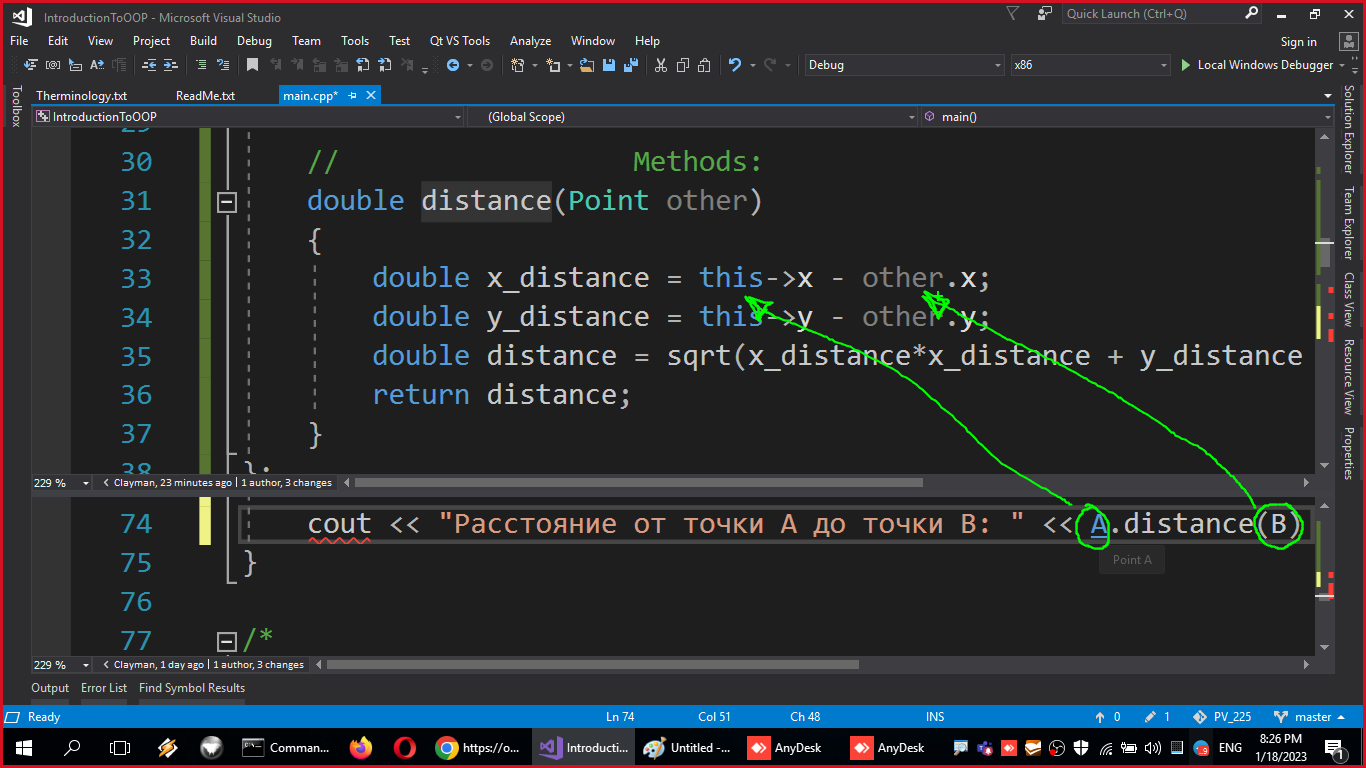 IntroductionToOOP - Microsoft Visual Studio
Quick Launch (Ctrl+Q)
File Edit View Project Build Debug Team Tools Test Qt VS Tools Analyze Window Help
Sign in
Debug x86 Local Windows Debugger
Toolbox
Therminology.txt ReadMe.txt main.cpp*
IntroductionToOOP (Global Scope) main()
30 // Methods:
31 double distance(Point other)
32 {
33 double x_distance = this->x - other.x;
34 double y_distance = this->y - other.y;
35 double distance = sqrt(x_distance*x_distance + y_distance
36 return distance;
37 }
38 };
229 % Clayman, 23 minutes ago | 1 author, 3 changes
74 cout << "Расстояние от точки A до точки B: " << A.distance(B)
Point A
75 }
76
77 /*
229 % Clayman, 1 day ago | 1 author, 3 changes
Solution Explorer
Team Explorer
Class View
Resource View
Properties
Output Error List Find Symbol Results
Ready Ln 74 Col 51 Ch 48 INS 0 1 PV_225 master
Comman... https://o... Introducti... Untitled -... AnyDesk AnyDesk ENG 8:26 PM
1/18/2023
1